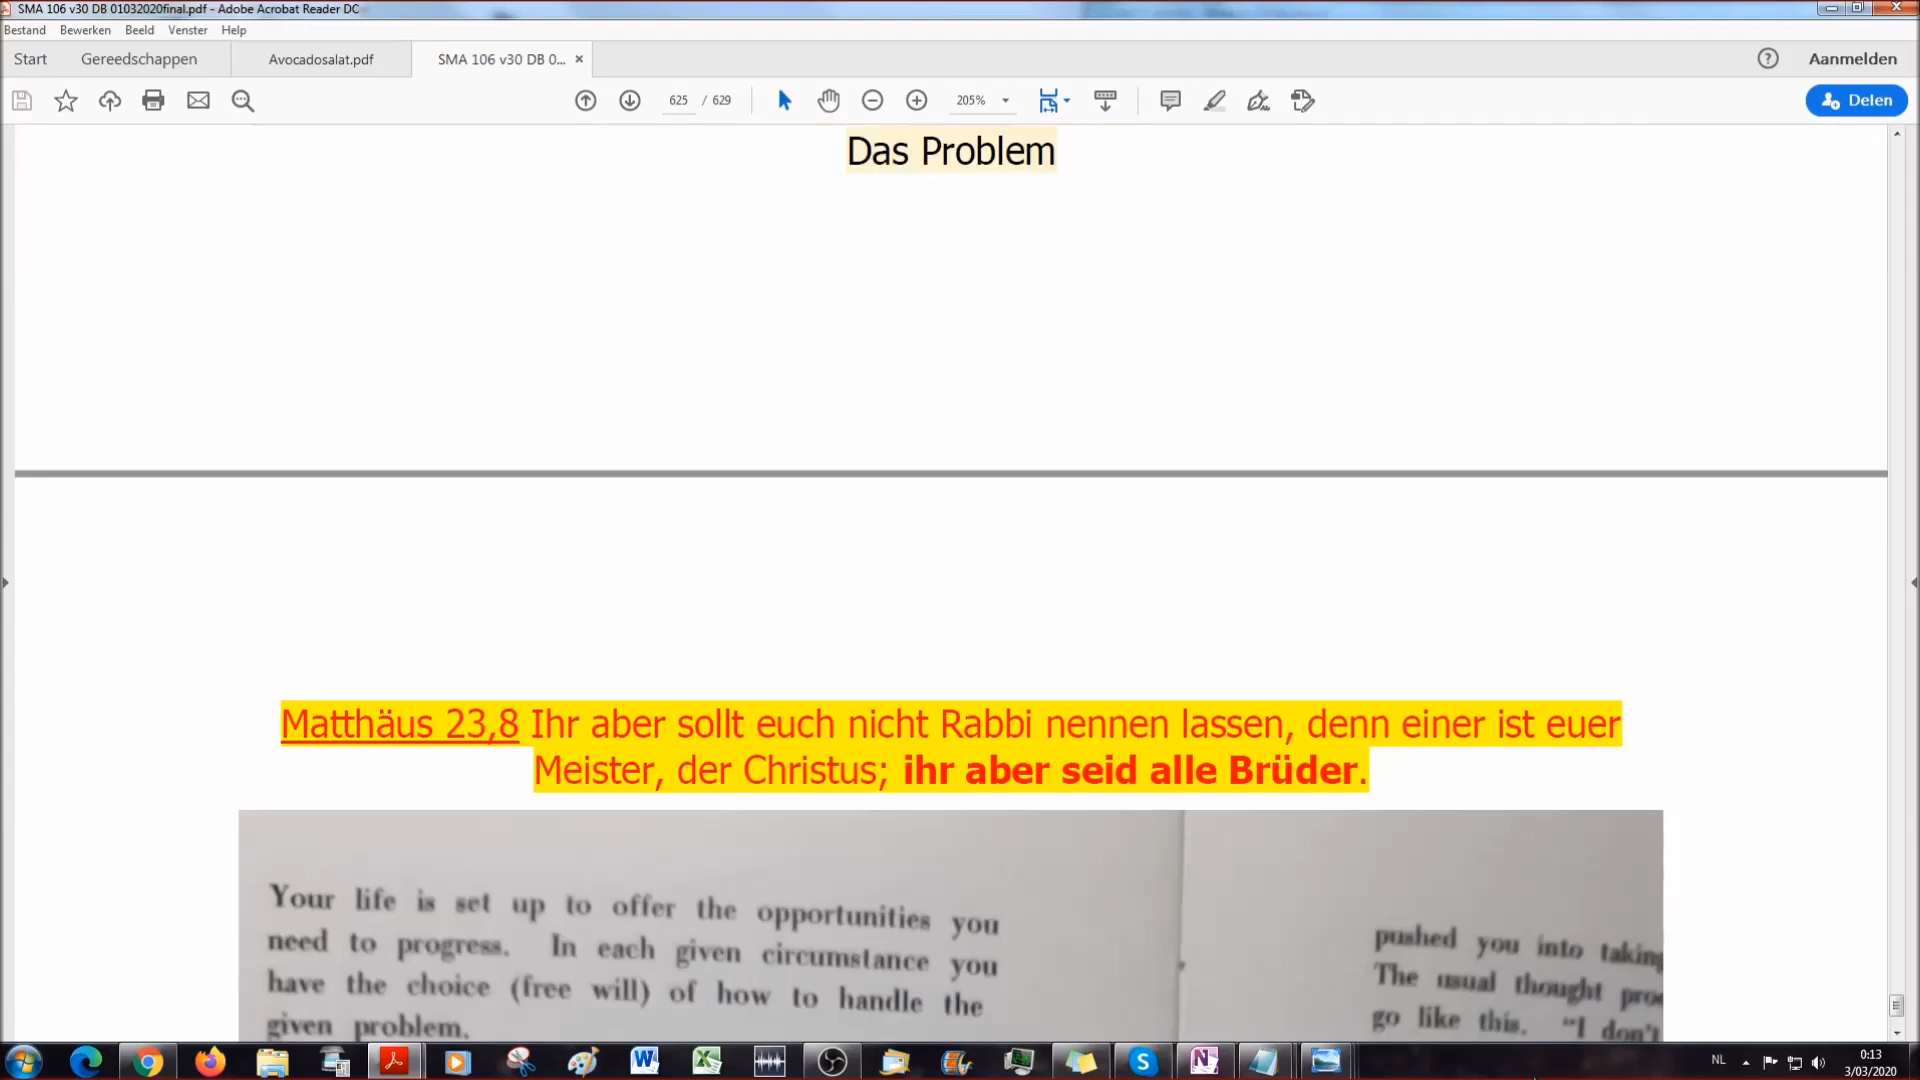 SMA 106 v30 DB 01032020final.pdf - Adobe Acrobat Reader DC
Bestand Bewerken Beeld Venster Help
Start Gereedschappen Avocadosalat.pdf SMA 106 v30 DB 0... × Aanmelden
625 / 629 205% Delen
Das Problem
Matthäus 23,8 Ihr aber sollt euch nicht Rabbi nennen lassen, denn einer ist euer
Meister, der Christus; ihr aber seid alle Brüder.
Your life is set up to offer the opportunities you
need to progress. In each given circumstance you
have the choice (free will) of how to handle the
given problem.
pushed you into taking
The usual thought
go like this. "I don't
NL 0:13
3/03/2020